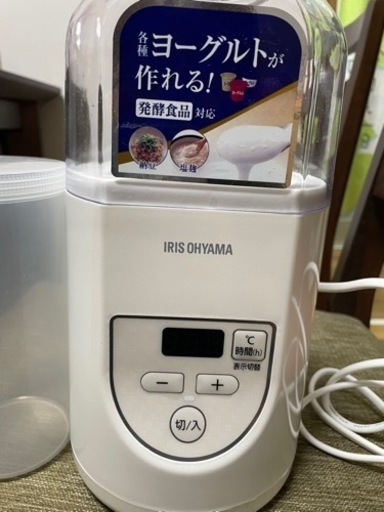 各種ヨーグルトが
作れる!
発酵食品 対応
納豆
塩麹
IRIS OHYAMA
℃
時間(h)
表示切替
− +
切/入